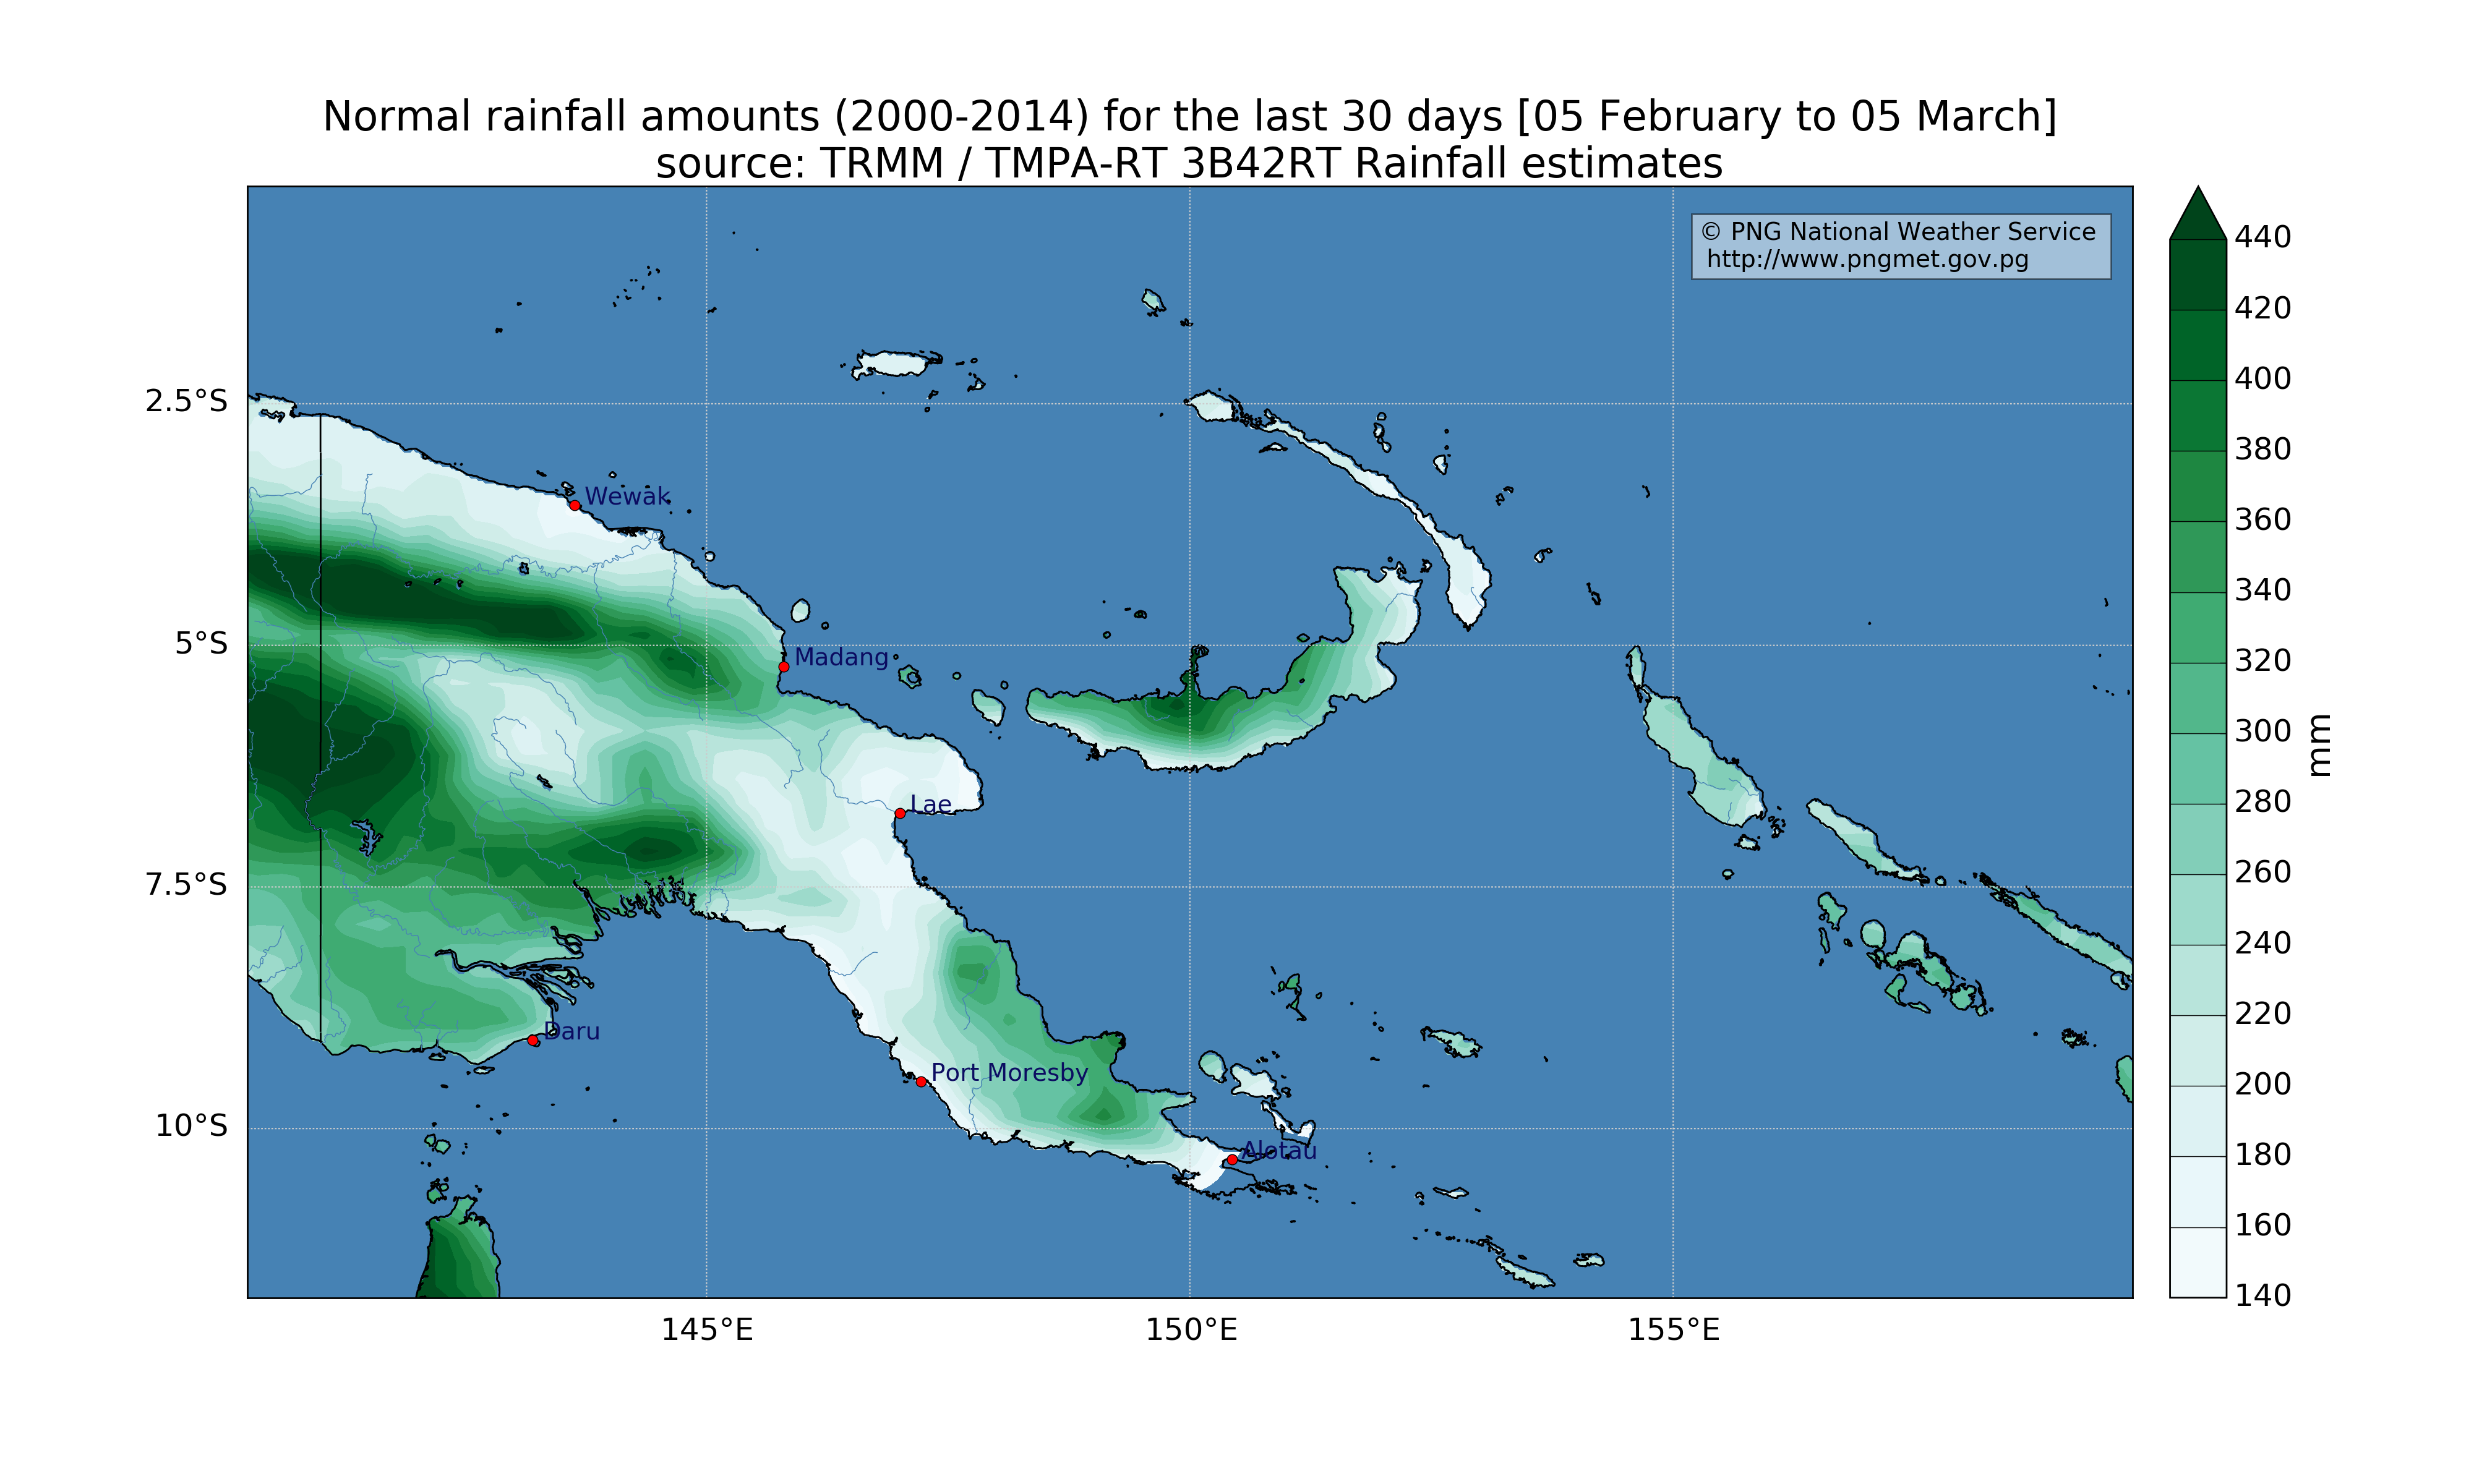 Normal rainfall amounts (2000-2014) for the last 30 days [05 February to 05 March]
source: TRMM / TMPA-RT 3B42RT Rainfall estimates
© PNG National Weather Service
http://www.pngmet.gov.pg
440
420
400
380
360
340
320
300
280
260
240
220
200
180
160
140
mm
2.5°S
5°S
7.5°S
10°S
Wewak
Madang
Lae
Daru
Port Moresby
Alotau
145°E
150°E
155°E